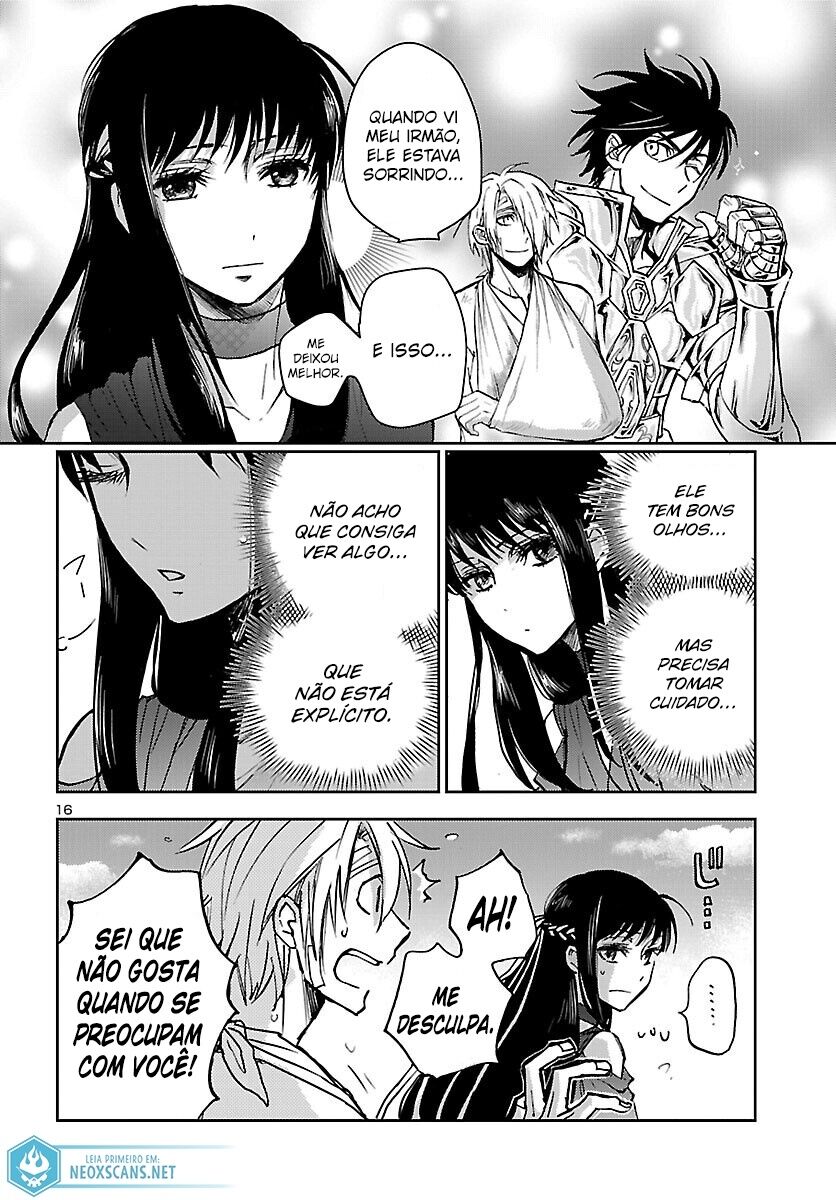 QUANDO VI
MEU IRMÃO,
ELE ESTAVA
SORRINDO...
E ISSO...
ME
DEIXOU
MELHOR.
ELE
TEM BONS
OLHOS...
MAS
PRECISA
TOMAR
CUIDADO...
NÃO ACHO
QUE CONSIGA
VER ALGO...
QUE
NÃO ESTÁ
EXPLÍCITO.
16
ビ...
........
AH!
ME
DESCULPA.
SEI QUE
NÃO GOSTA
QUANDO SE
PREOCUPAM
COM VOCÊ!
LEIA PRIMEIRO EM:
NEOXSCANS.NET